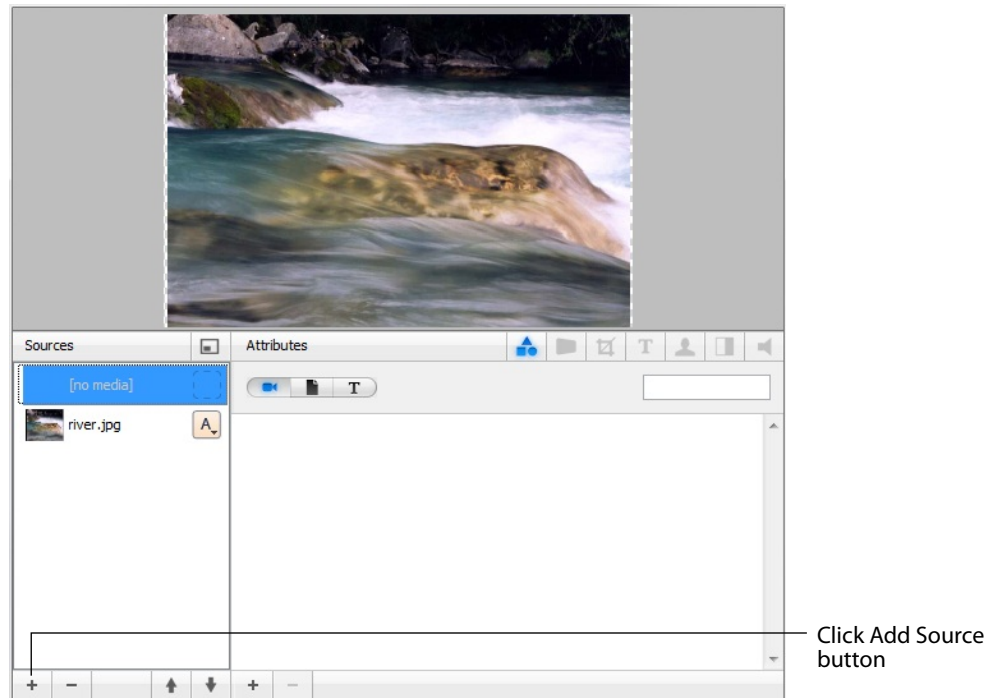 Sources
Attributes
T
[no media]
T
river.jpg
A
Click Add Source
button